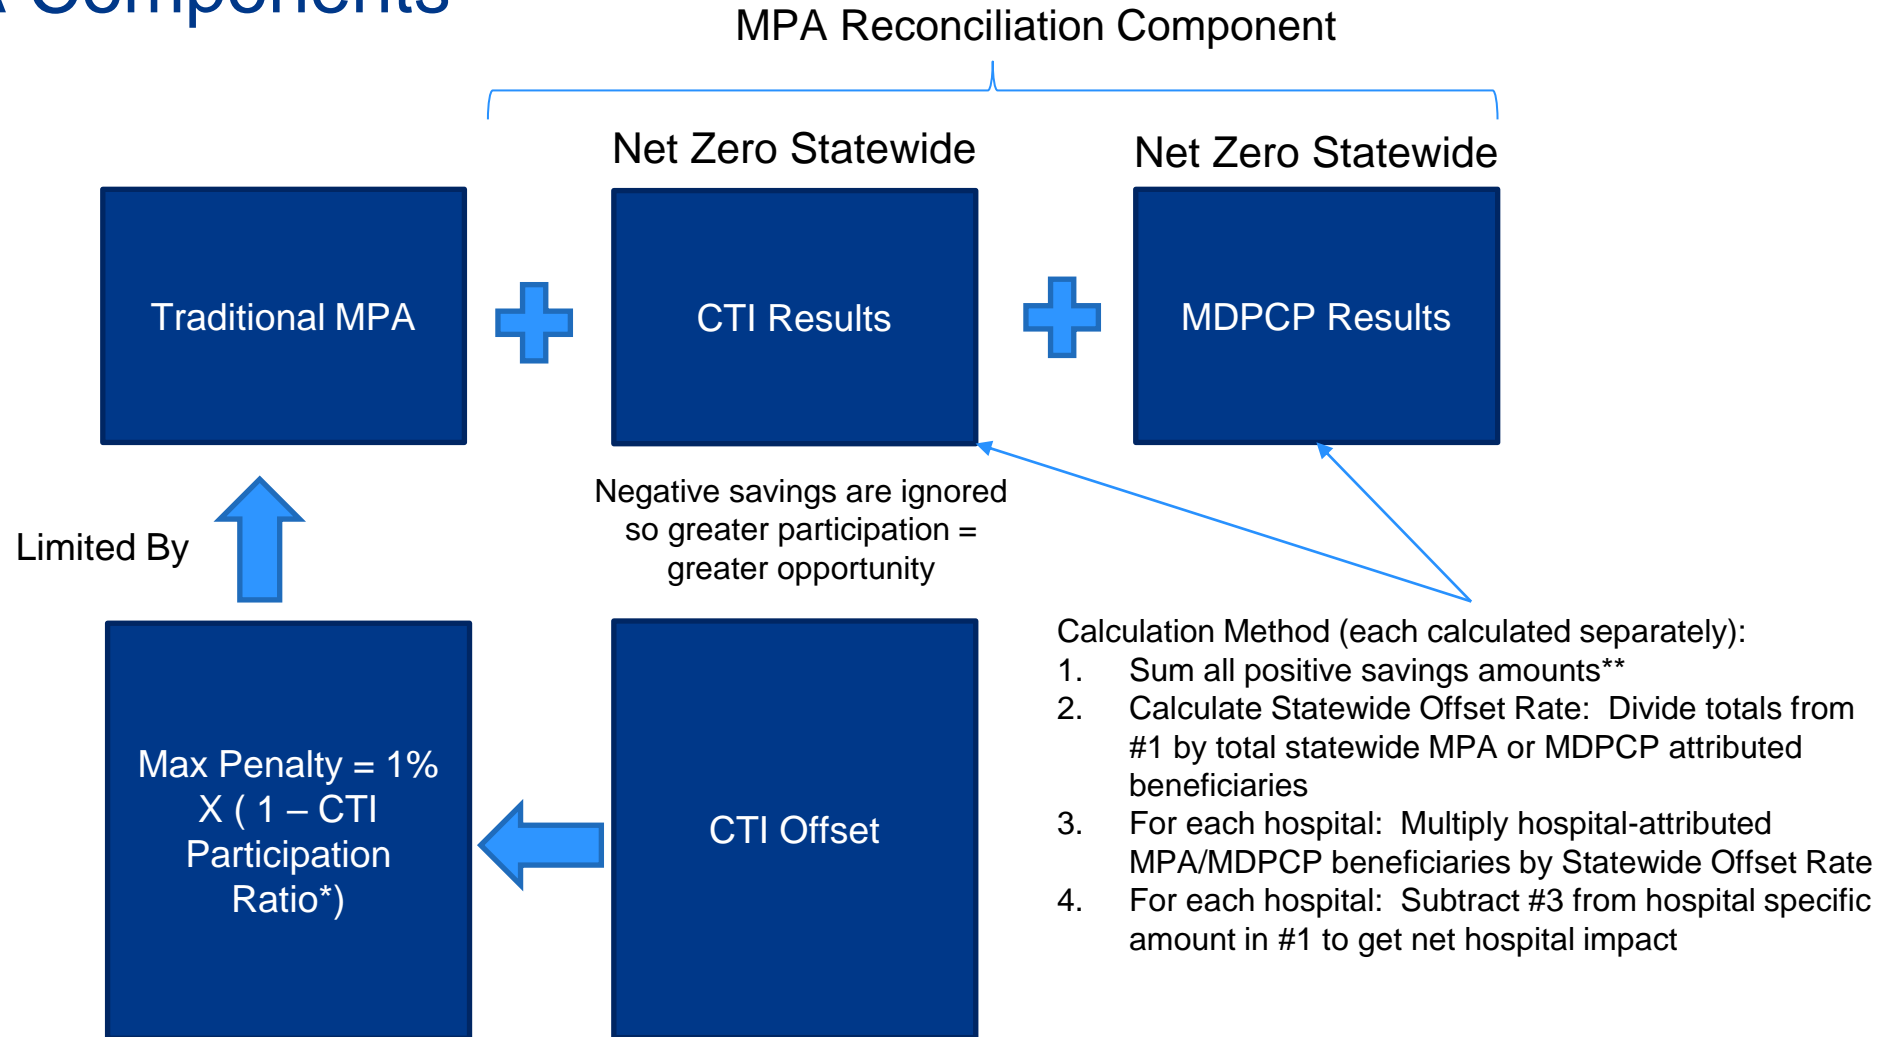 Components
MPA Reconciliation Component
Net Zero Statewide
Net Zero Statewide
Traditional MPA
CTI Results
MDPCP Results
Negative savings are ignored
so greater participation =
greater opportunity
Limited By
Max Penalty = 1%
X ( 1 – CTI
Participation
Ratio*)
CTI Offset
Calculation Method (each calculated separately):
1. Sum all positive savings amounts**
2. Calculate Statewide Offset Rate: Divide totals from
#1 by total statewide MPA or MDPCP attributed
beneficiaries
3. For each hospital: Multiply hospital-attributed
MPA/MDPCP beneficiaries by Statewide Offset Rate
4. For each hospital: Subtract #3 from hospital specific
amount in #1 to get net hospital impact